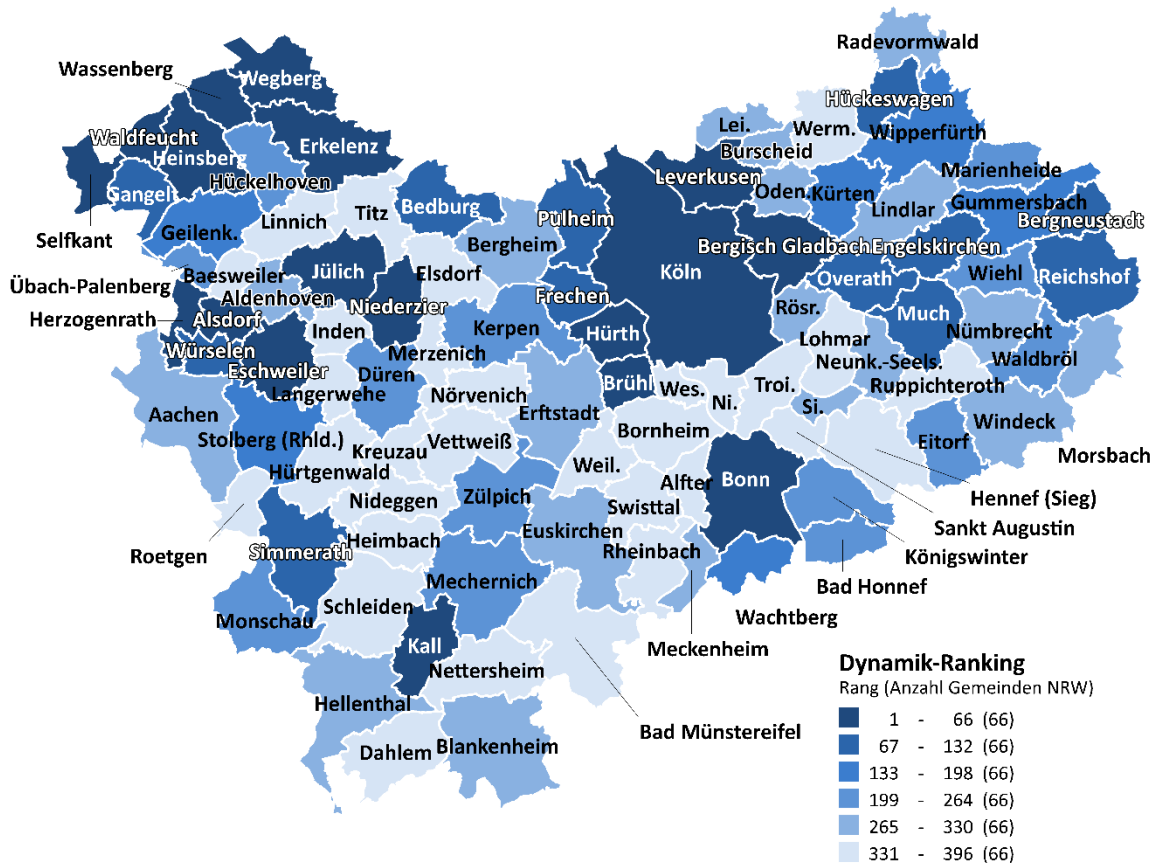 Radevormwald
Wassenberg
Wegberg
Hückeswagen
Lei.
Werm.
Wipperfürth
Waldfeucht
Erkelenz
Burscheid
Heinsberg
Leverkusen
Marienheide
Hückelhoven
Gangelt
Oden.
Kürten
Gummersbach
Titz
Bedburg
Pulheim
Lindlar
Linnich
Bergneustadt
Geilenk.
Selfkant
Bergheim
Bergisch Gladbach
Engelskirchen
Jülich
Elsdorf
Köln
Wiehl
Reichshof
Baesweiler
Overath
Übach-Palenberg
Aldenhoven
Niederzier
Frechen
Rösr.
Much
Herzogenrath
Alsdorf
Inden
Kerpen
Hürth
Nümbrecht
Lohmar
Würselen
Merzenich
Neunk.-Seels.
Waldbröl
Eschweiler
Düren
Brühl
Wes.
Troi.
Ruppichteroth
Langerwehe
Nörvenich
Ni.
Si.
Aachen
Erftstadt
Windeck
Stolberg (Rhld.)
Vettweiß
Bornheim
Eitorf
Kreuzau
Morsbach
Hürtgenwald
Weil.
Alfter
Bonn
Nideggen
Zülpich
Hennef (Sieg)
Swisttal
Euskirchen
Sankt Augustin
Roetgen
Simmerath
Heimbach
Rheinbach
Königswinter
Mechernich
Bad Honnef
Schleiden
Monschau
Wachtberg
Kall
Meckenheim
Nettersheim
Hellenthal
Bad Münstereifel
Dahlem
Blankenheim
Dynamik-Ranking
Rang (Anzahl Gemeinden NRW)
1 - 66 (66)
67 - 132 (66)
133 - 198 (66)
199 - 264 (66)
265 - 330 (66)
331 - 396 (66)